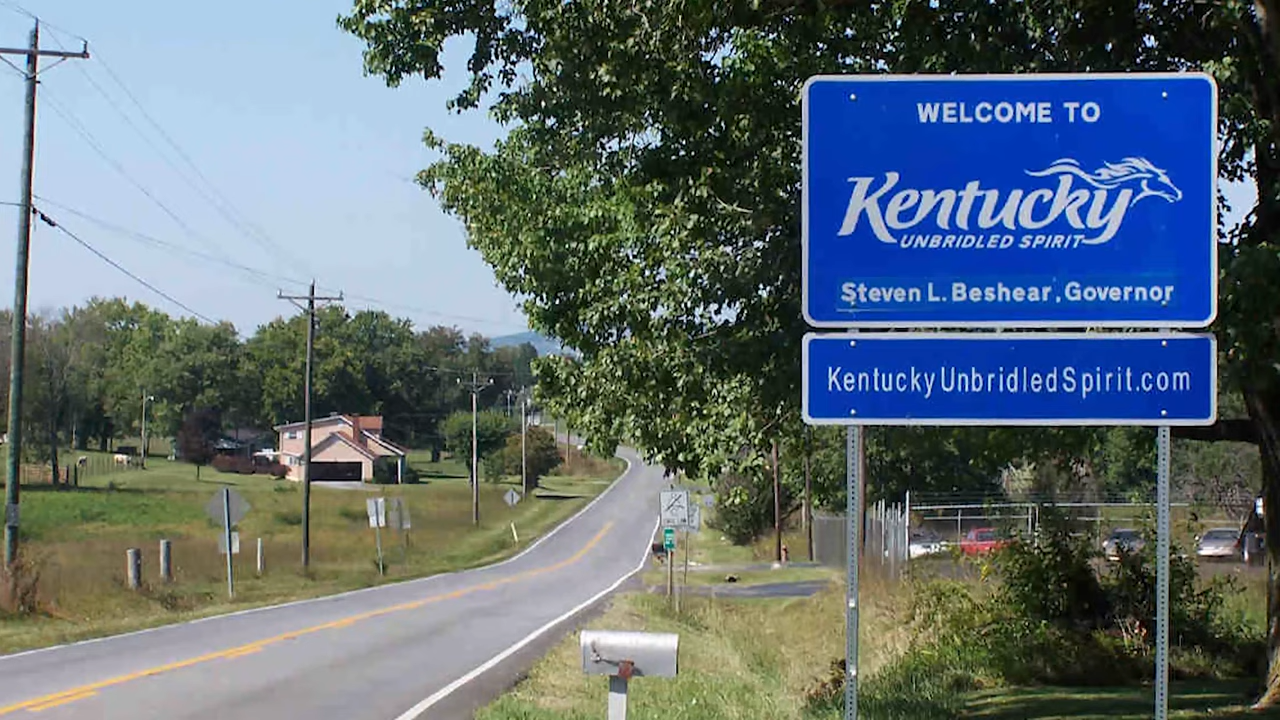 WELCOME TO
Kentucky
UNBRIDLED SPIRIT
Steven L. Beshear, Governor
KentuckyUnbridledSpirit.com